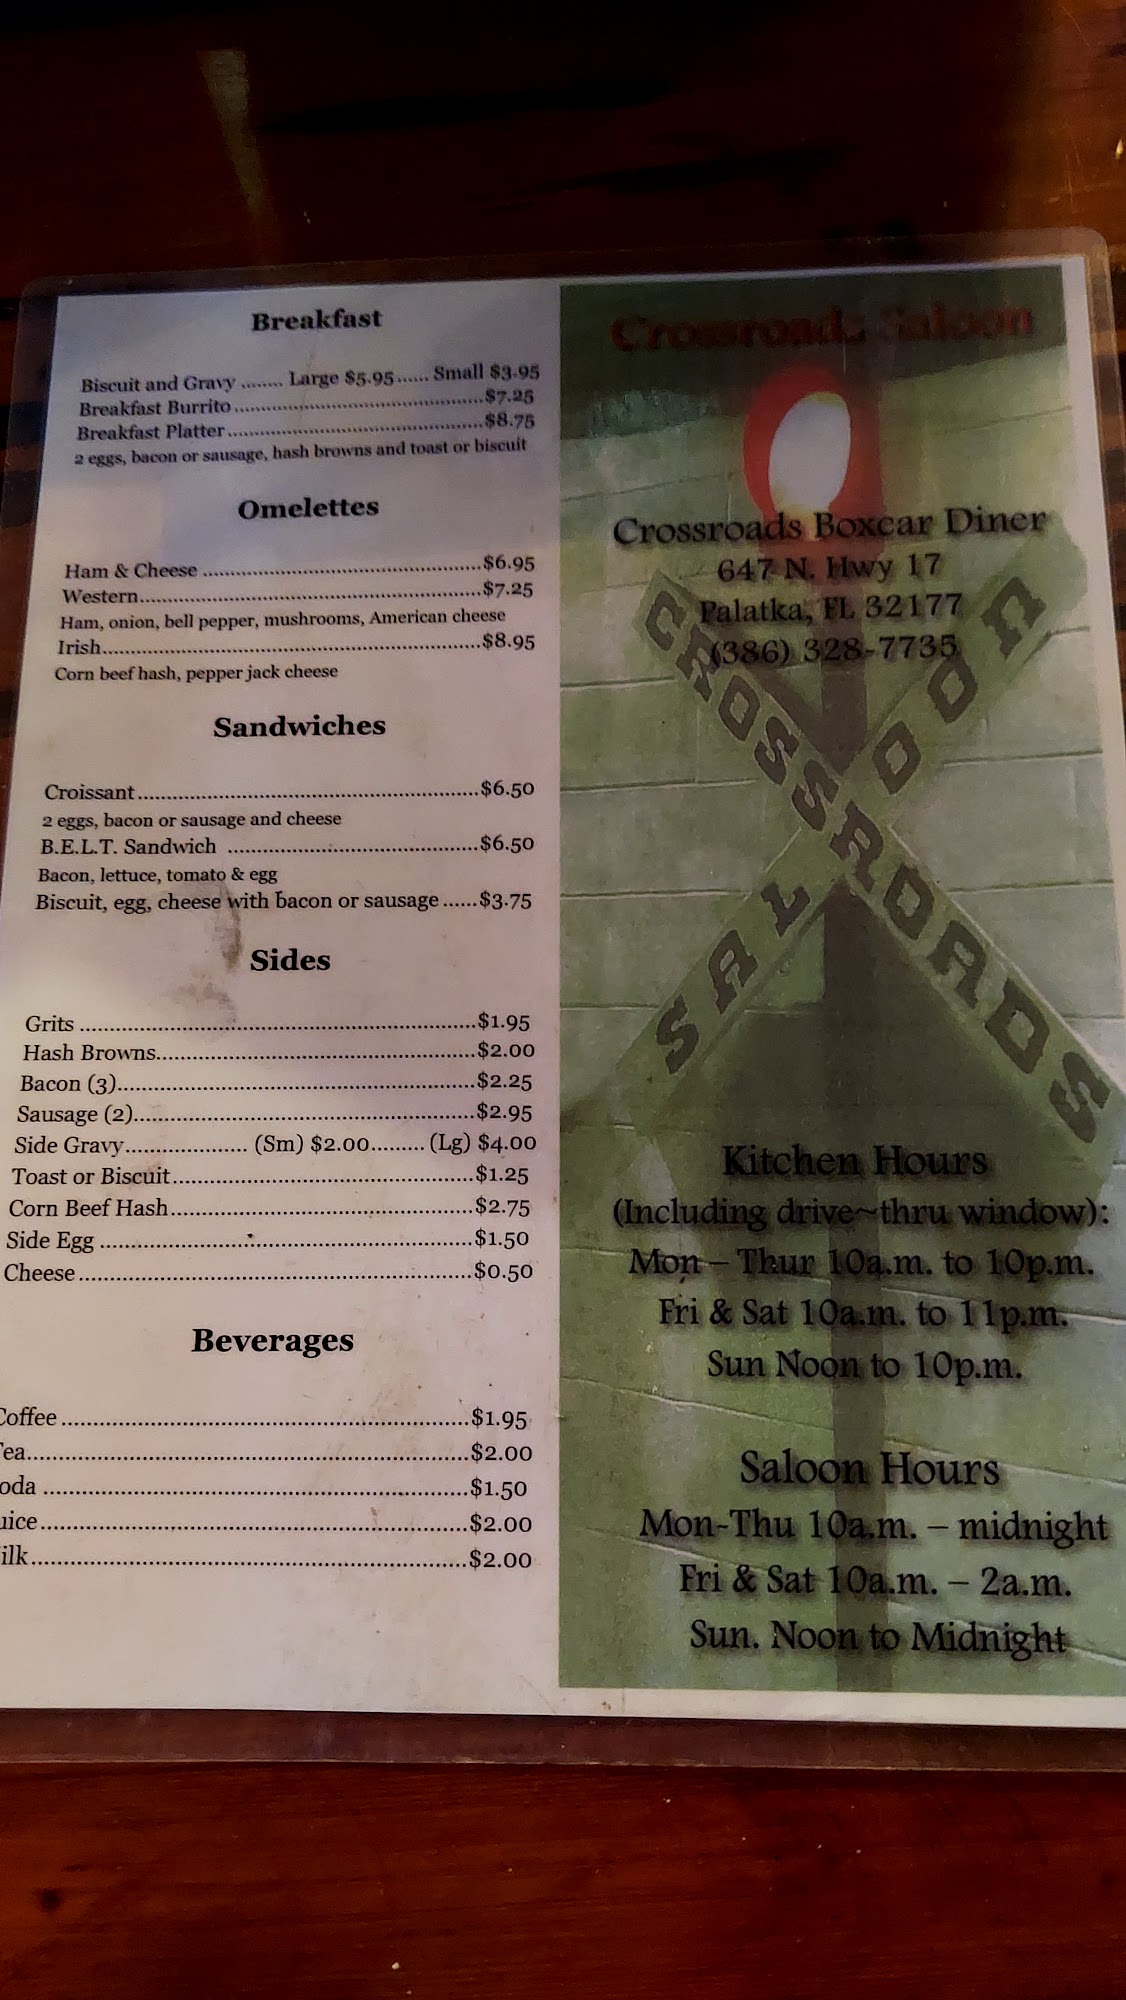 Breakfast
Biscuit and Gravy ........ Large $5.95...... Small $3.95
Breakfast Burrito................................................$7.25
Breakfast Platter.................................................$8.75
2 eggs, bacon or sausage, hash browns and toast or biscuit
Omelettes
Ham & Cheese ....................................................$6.95
Western................................................................$7.25
Ham, onion, bell pepper, mushrooms, American cheese
Irish......................................................................$8.95
Corn beef hash, pepper jack cheese
Sandwiches
Croissant..............................................................$6.50
2 eggs, bacon or sausage and cheese
B.E.L.T. Sandwich .............................................$6.50
Bacon, lettuce, tomato & egg
Biscuit, egg, cheese with bacon or sausage ......$3.75
Sides
Grits ....................................................................$1.95
Hash Browns.......................................................$2.00
Bacon (3)..............................................................$2.25
Sausage (2)...........................................................$2.95
Side Gravy.................... (Sm) $2.00......... (Lg) $4.00
Toast or Biscuit....................................................$1.25
Corn Beef Hash....................................................$2.75
Side Egg ...............................................................$1.50
Cheese...................................................................$0.50
Beverages
Coffee ....................................................................$1.95
Tea..........................................................................$2.00
oda .........................................................................$1.50
uice.........................................................................$2.00
ilk............................................................................$2.00
Crossroads Saloon
Crossroads Boxcar Diner
647 N. Hwy 17
Palatka, FL 32177
(386) 328-7735
CROSSROADS
SALOON
Kitchen Hours
(Including drive~thru window):
Mon – Thur 10a.m. to 10p.m.
Fri & Sat 10a.m. to 11p.m.
Sun Noon to 10p.m.
Saloon Hours
Mon-Thu 10a.m. – midnight
Fri & Sat 10a.m. – 2a.m.
Sun. Noon to Midnight